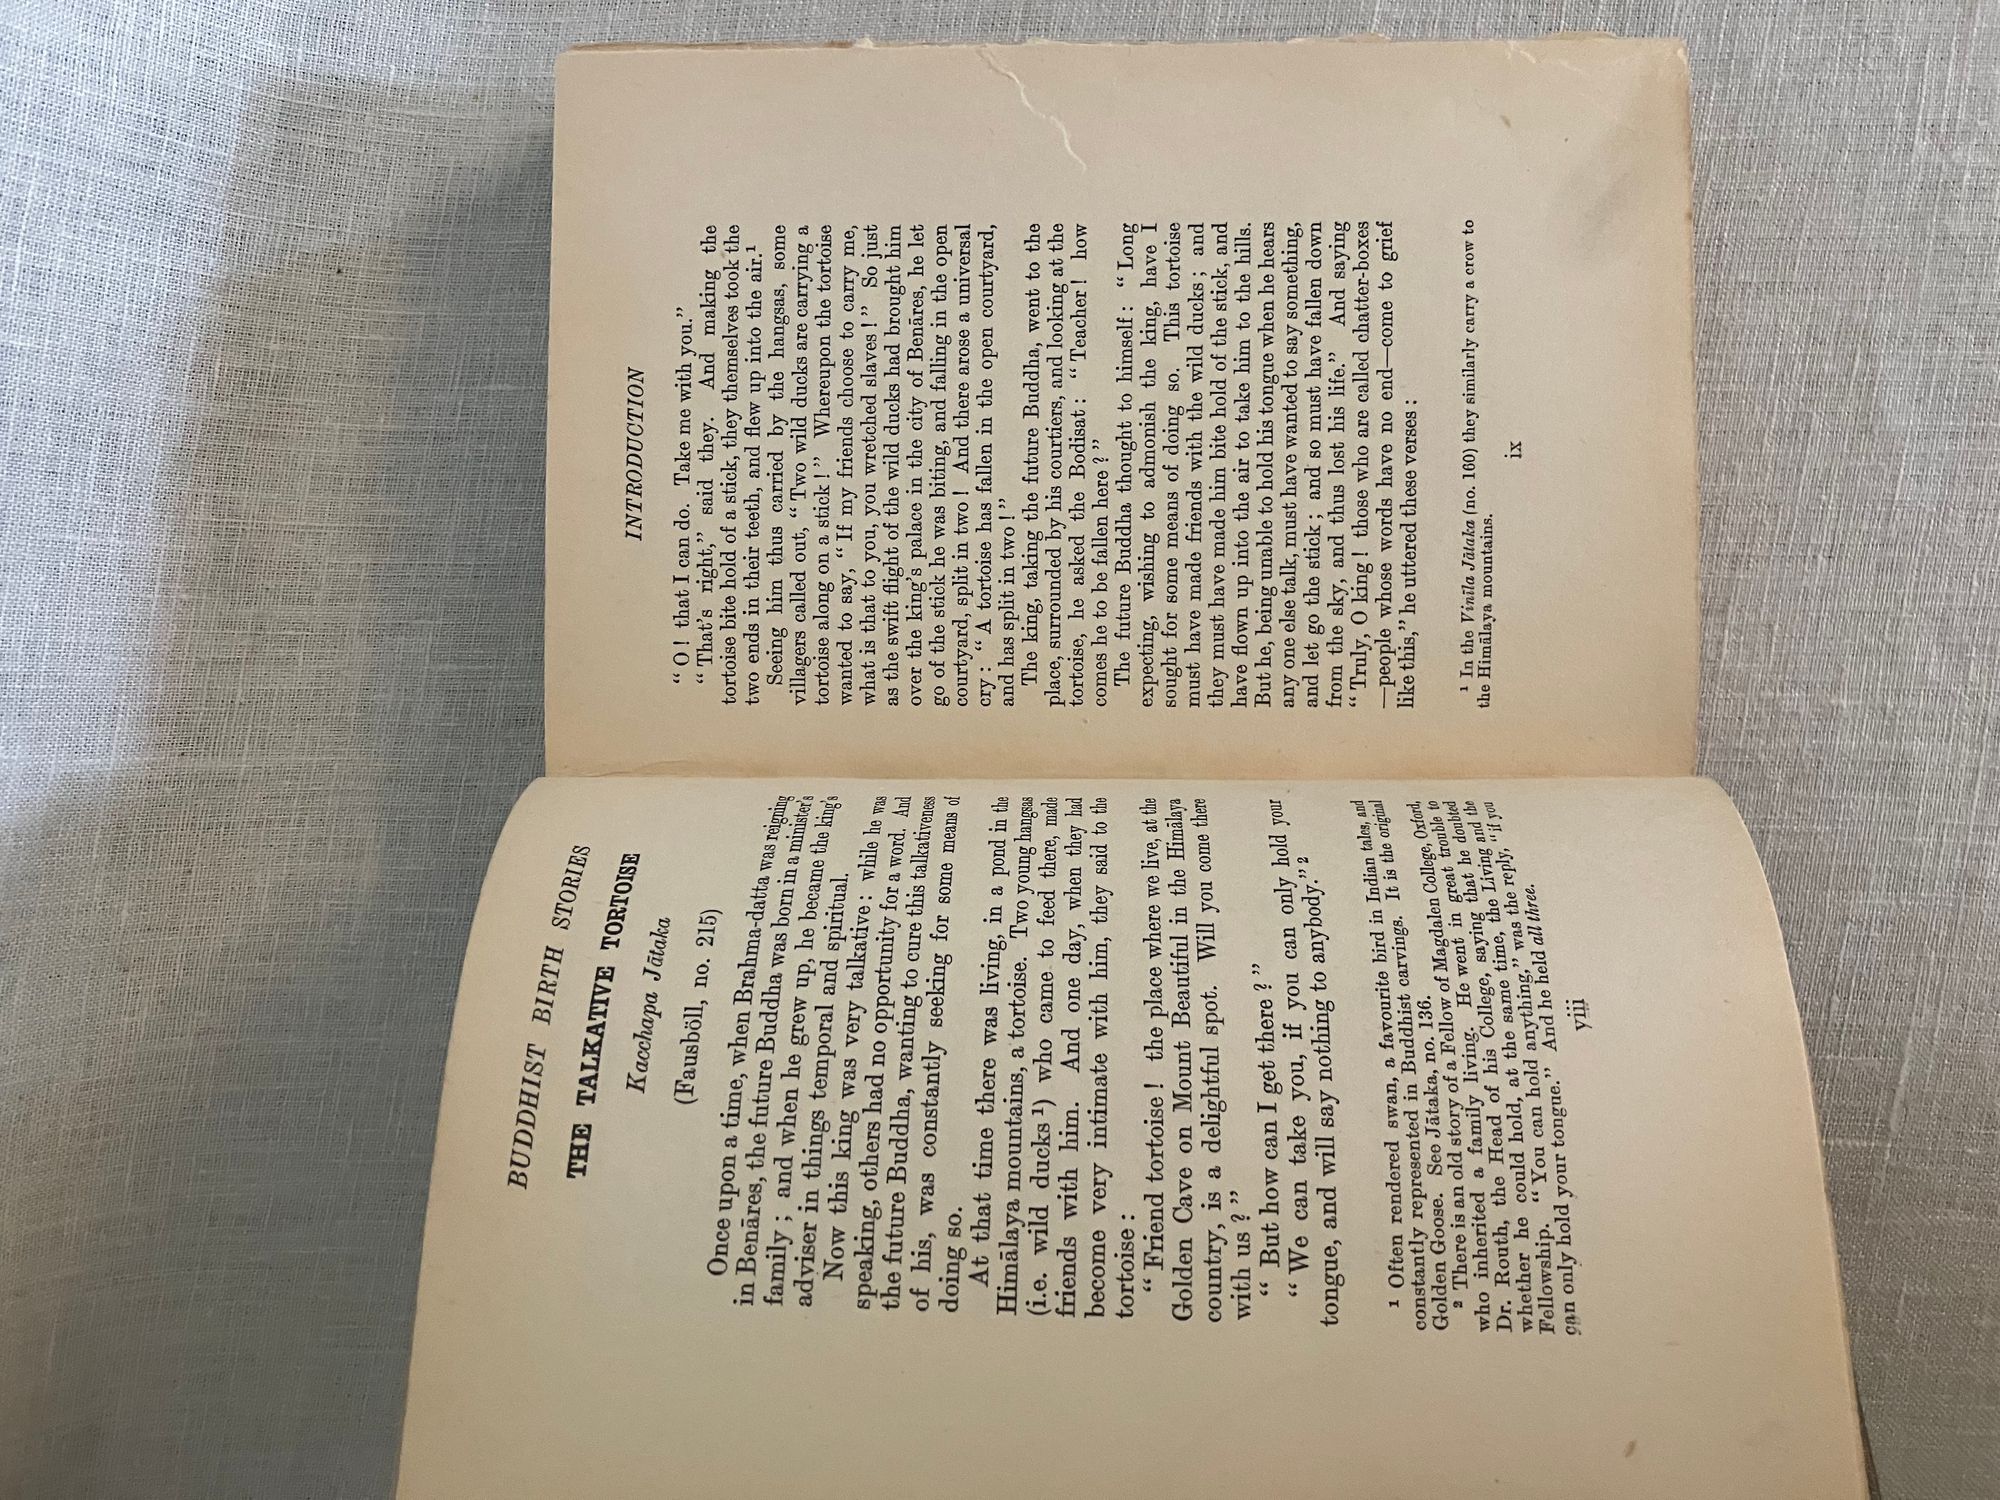 BUDDHIST BIRTH STORIES
THE TALKATIVE TORTOISE
Kacchapa Jātaka
(Fausböll, no. 215)
Once upon a time, when Brahma-datta was reigning
in Benāres, the future Buddha was born in a minister's
family; and when he grew up, he became the king's
adviser in things temporal and spiritual.
Now this king was very talkative: while he was
speaking, others had no opportunity for a word. And
the future Buddha, wanting to cure this talkativeness
of his, was constantly seeking for some means of
doing so.
At that time there was living, in a pond in the
Himālaya mountains, a tortoise. Two young hangsas
(i.e. wild ducks ¹) who came to feed there, made
friends with him. And one day, when they had
become very intimate with him, they said to the
tortoise:
“Friend tortoise! the place where we live, at the
Golden Cave on Mount Beautiful in the Himālaya
country, is a delightful spot. Will you come there
with us?”
“But how can I get there?”
“We can take you, if you can only hold your
tongue, and will say nothing to anybody.” ²
¹ Often rendered swan, a favourite bird in Indian tales, and
constantly represented in Buddhist carvings. It is the original
Golden Goose. See Jātaka, no. 136.
² There is an old story of a Fellow of Magdalen College, Oxford,
who inherited a family living. He went in great trouble to
Dr. Routh, the Head of his College, saying that he doubted
whether he could hold, at the same time, the Living and the
Fellowship. “You can hold anything,” was the reply, “if you
can only hold your tongue.” And he held all three.
viii
INTRODUCTION
“O! that I can do. Take me with you.”
“That's right,” said they. And making the
tortoise bite hold of a stick, they themselves took the
two ends in their teeth, and flew up into the air.¹
Seeing him thus carried by the hangsas, some
villagers called out, “Two wild ducks are carrying a
tortoise along on a stick!” Whereupon the tortoise
wanted to say, “If my friends choose to carry me,
what is that to you, you wretched slaves!” So just
as the swift flight of the wild ducks had brought him
over the king's palace in the city of Benāres, he let
go of the stick he was biting, and falling in the open
courtyard, split in two! And there arose a universal
cry: “A tortoise has fallen in the open courtyard,
and has split in two!”
The king, taking the future Buddha, went to the
place, surrounded by his courtiers, and looking at the
tortoise, he asked the Bodisat: “Teacher! how
comes he to be fallen here?”
The future Buddha thought to himself: “Long
expecting, wishing to admonish the king, have I
sought for some means of doing so. This tortoise
must have made friends with the wild ducks; and
they must have made him bite hold of the stick, and
have flown up into the air to take him to the hills.
But he, being unable to hold his tongue when he hears
any one else talk, must have wanted to say something,
and let go the stick; and so must have fallen down
from the sky, and thus lost his life.” And saying
“Truly, O king! those who are called chatter-boxes
—people whose words have no end—come to grief
like this,” he uttered these verses:
¹ In the Vinīla Jātaka (no. 160) they similarly carry a crow to
the Himālaya mountains.
ix